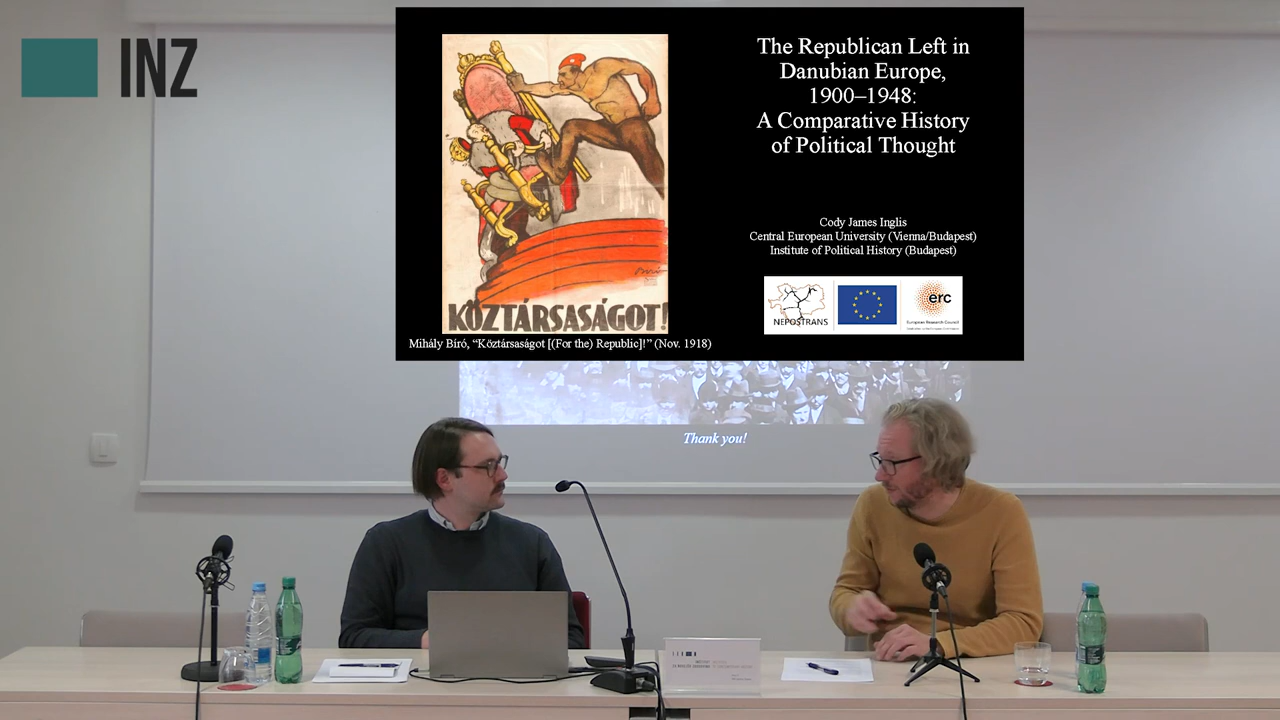 INZ
The Republican Left in
Danubian Europe,
1900–1948:
A Comparative History
of Political Thought
Cody James Inglis
Central European University (Vienna/Budapest)
Institute of Political History (Budapest)
NEPOSTRANS
erc
European Research Council
KÖZTÁRSASÁGOT!
Mihály Bíró, “Köztársaságot [(For the) Republic]!” (Nov. 1918)
Thank you!